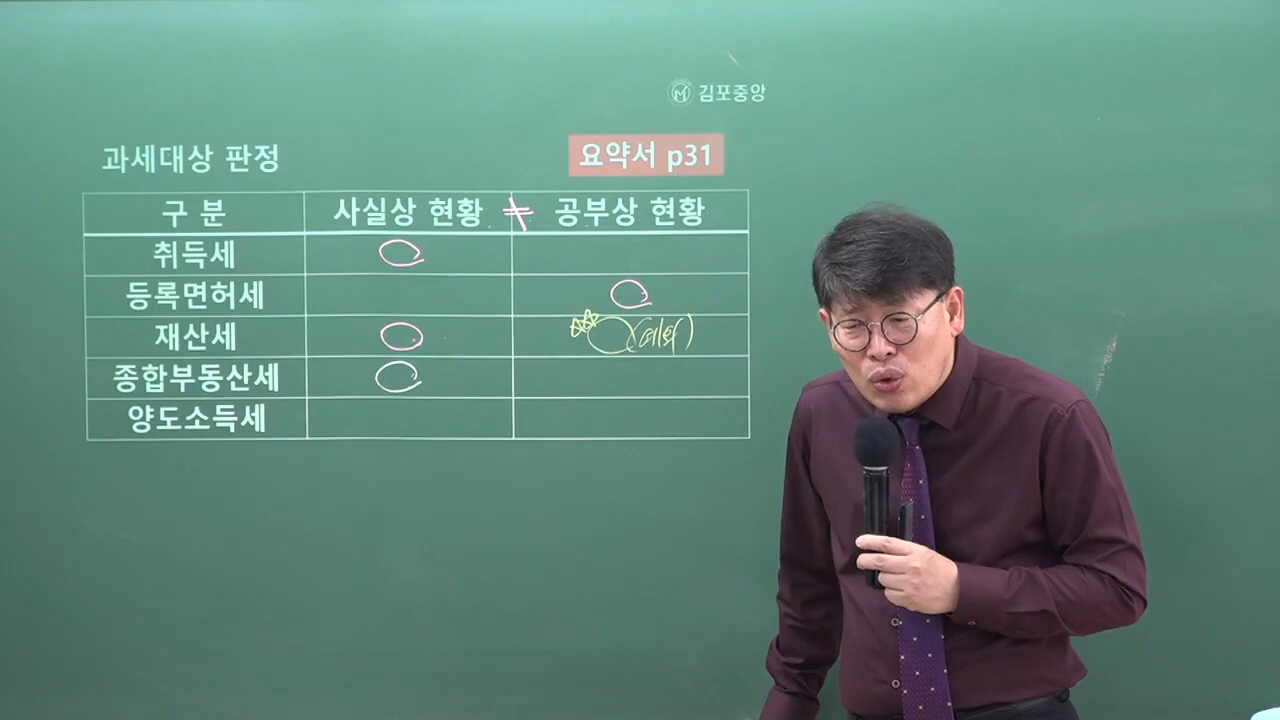 김포중앙
과세대상 판정
요약서 p31
구 분 사실상 현황 ≠ 공부상 현황
취득세 ○
등록면허세 ○
재산세 ○ ☆☆☆ ○ (예외)
종합부동산세 ○
양도소득세